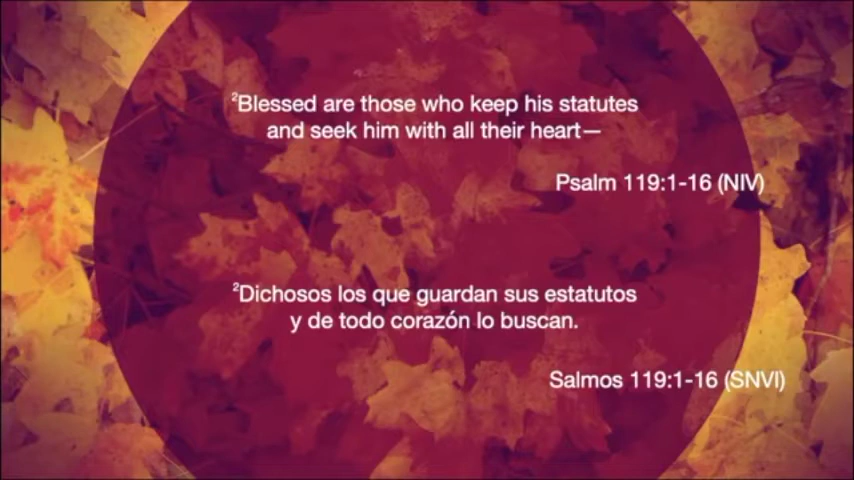 ²Blessed are those who keep his statutes
and seek him with all their heart—
Psalm 119:1-16 (NIV)
²Dichosos los que guardan sus estatutos
y de todo corazón lo buscan.
Salmos 119:1-16 (SNVI)